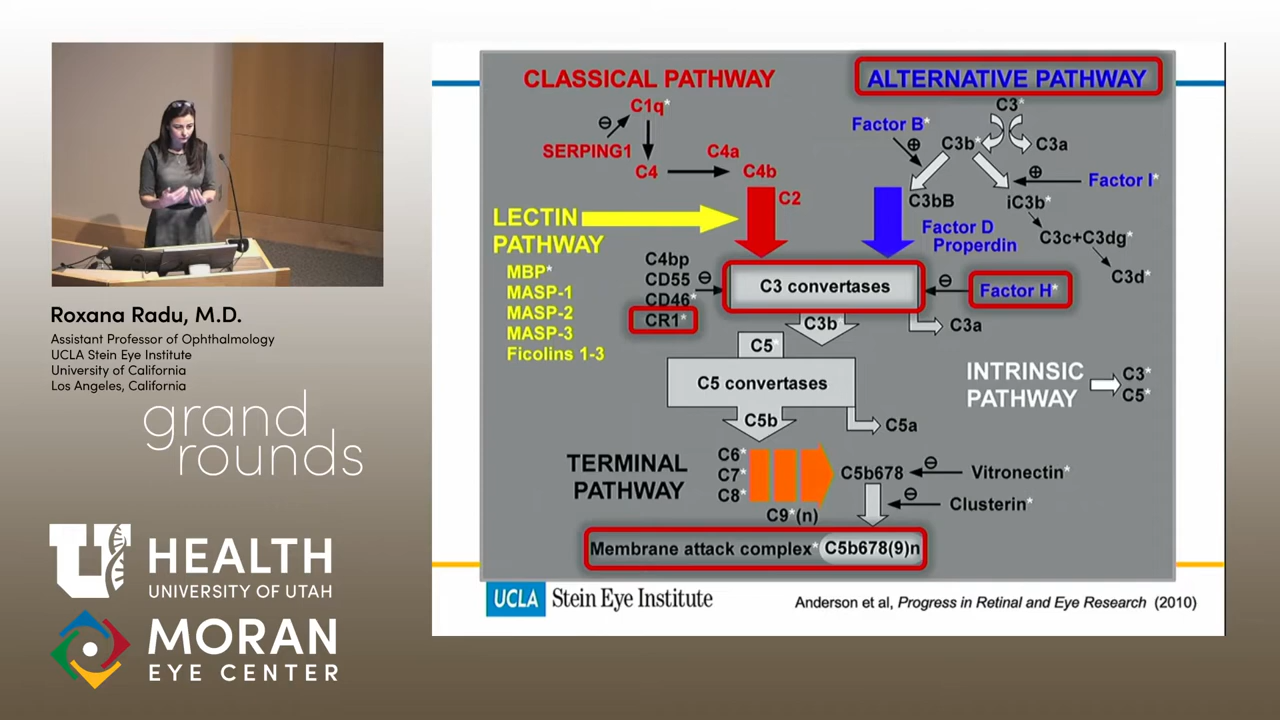 Roxana Radu, M.D.
Assistant Professor of Ophthalmology
UCLA Stein Eye Institute
University of California
Los Angeles, California
grand
rounds
U HEALTH
UNIVERSITY OF UTAH
MORAN
EYE CENTER
CLASSICAL PATHWAY
C1q*
⊖
SERPING1
C4
C4a
C4b
C2
LECTIN
PATHWAY
MBP*
MASP-1
MASP-2
MASP-3
Ficolins 1-3
ALTERNATIVE PATHWAY
C3*
Factor B*
⊕
C3b*
C3a
⊕
Factor I*
C3bB
iC3b*
Factor D
Properdin
C3c+C3dg*
C3d*
C4bp
CD55
CD46*
CR1*
⊖
C3 convertases
⊖
Factor H*
C3b
C3a
C5*
C5 convertases
C5b
C5a
INTRINSIC
PATHWAY
C3*
C5*
TERMINAL
PATHWAY
C6*
C7*
C8*
C9*(n)
C5b678
⊖
Vitronectin*
⊖
Clusterin*
Membrane attack complex* C5b678(9)n
UCLA Stein Eye Institute
Anderson et al, Progress in Retinal and Eye Research (2010)